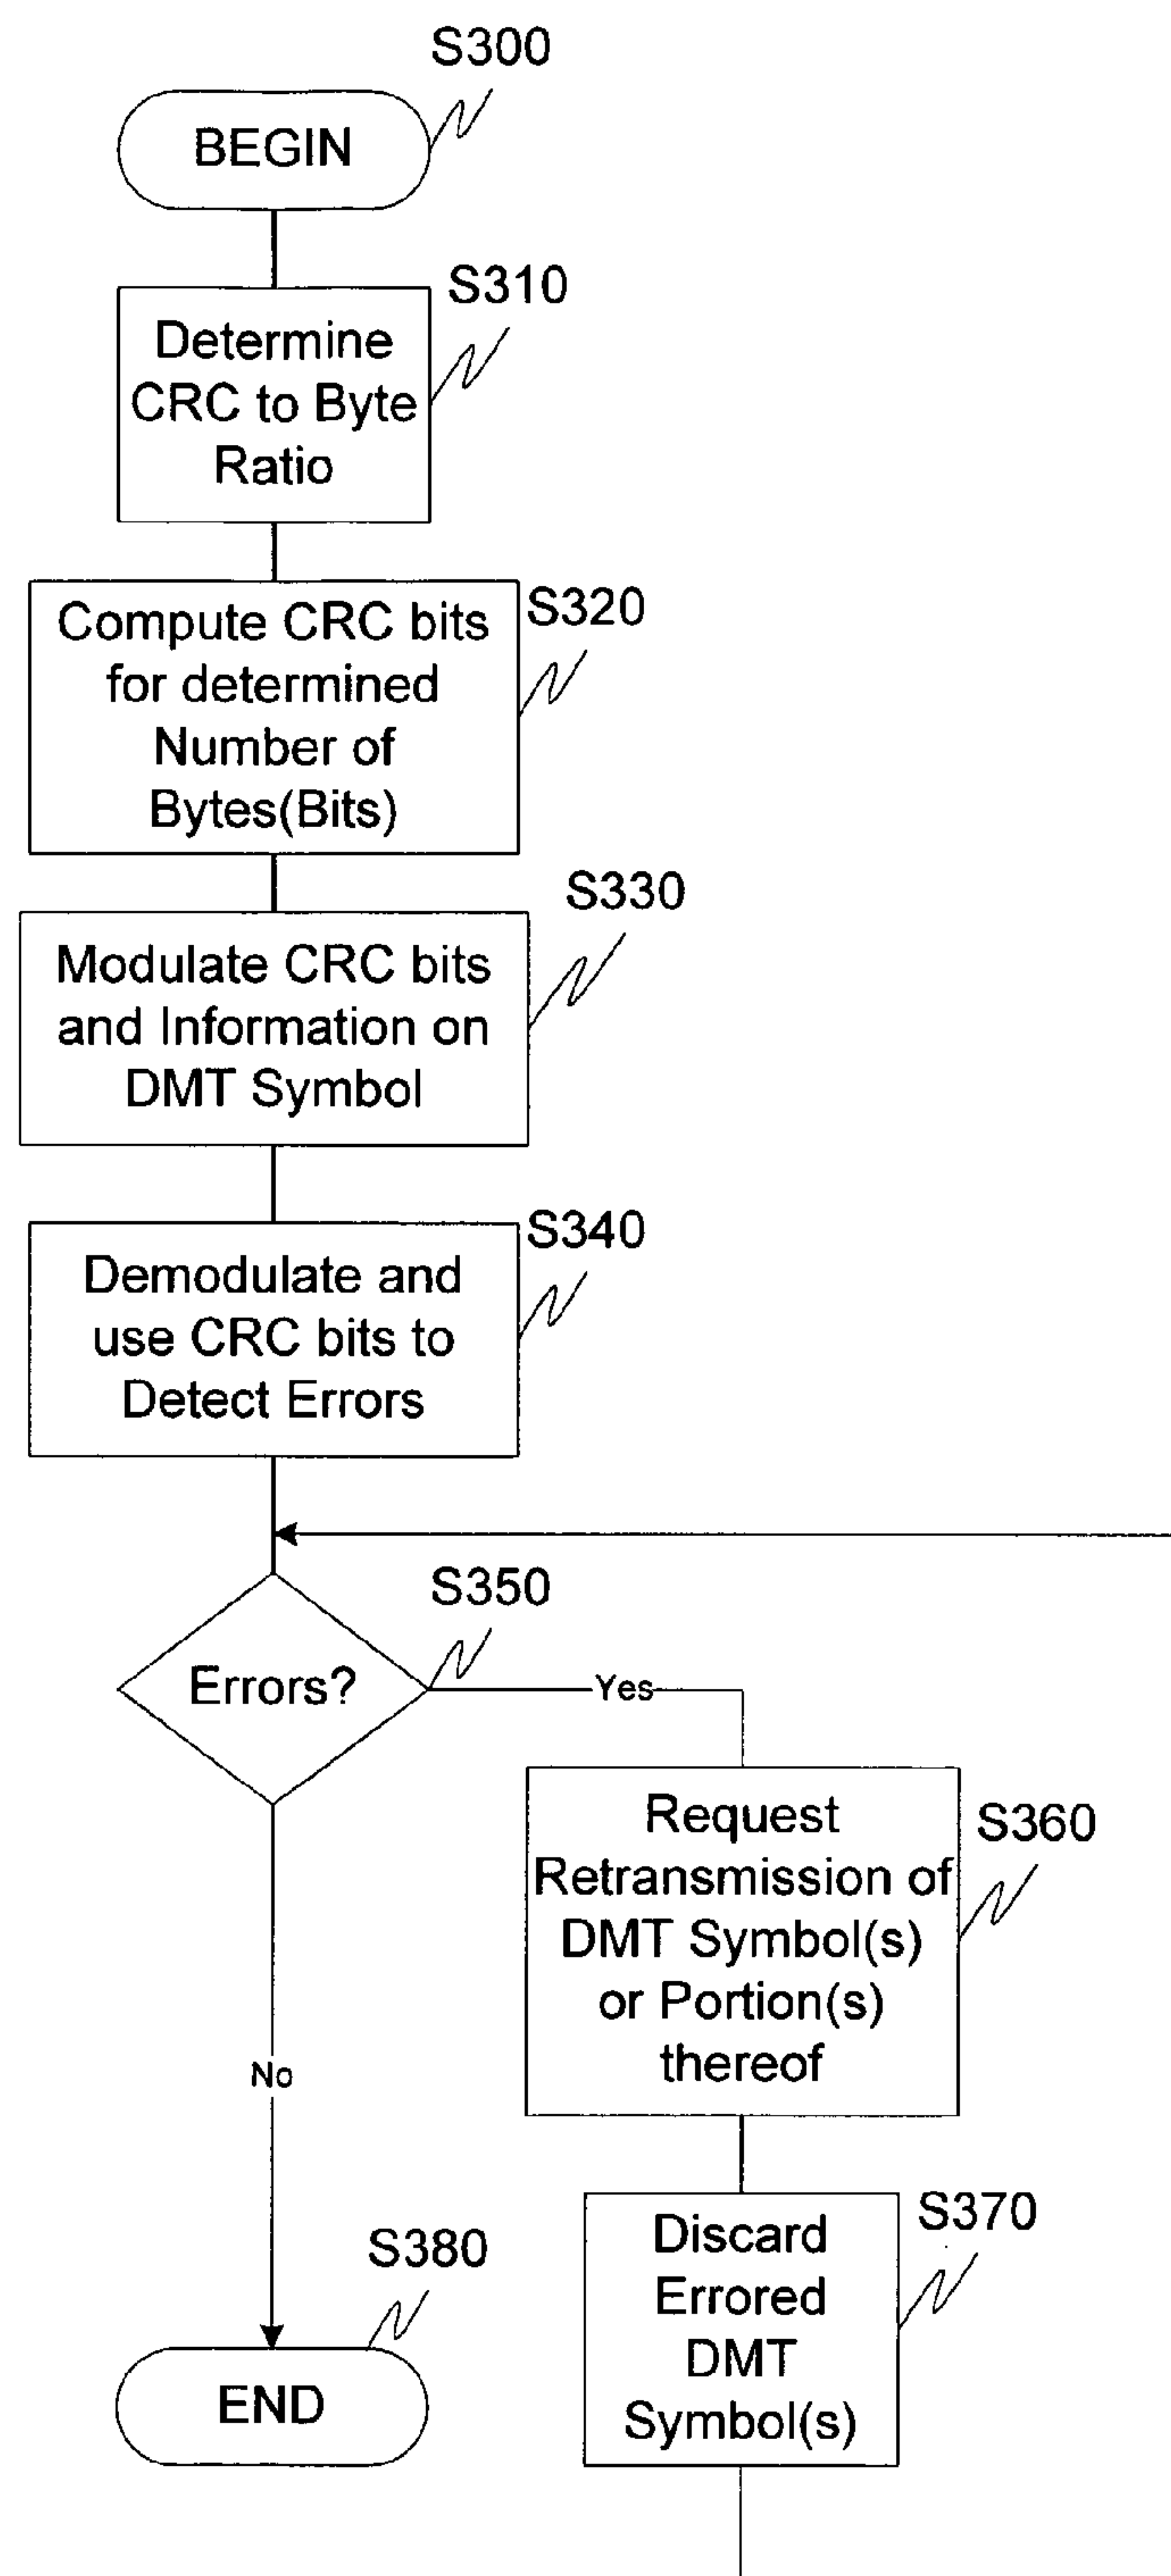 S300
BEGIN
S310
Determine
CRC to Byte
Ratio
S320
Compute CRC bits
for determined
Number of
Bytes(Bits)
S330
Modulate CRC bits
and Information on
DMT Symbol
S340
Demodulate and
use CRC bits to
Detect Errors
S350
Errors?
Yes
S360
Request
Retransmission of
DMT Symbol(s)
or Portion(s)
thereof
No
S370
Discard
Errored
DMT
Symbol(s)
S380
END